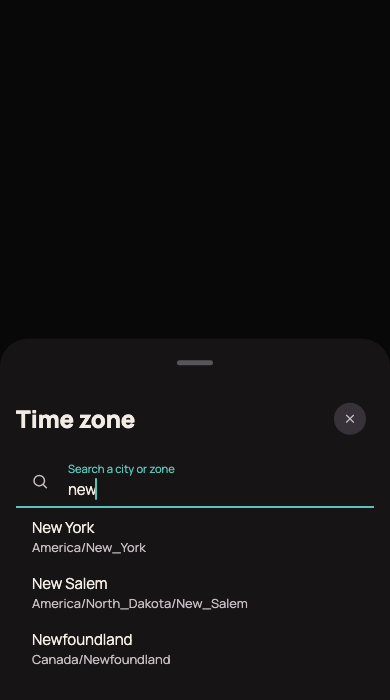 Time zone
Search a city or zone
new
New York
America/New_York
New Salem
America/North_Dakota/New_Salem
Newfoundland
Canada/Newfoundland